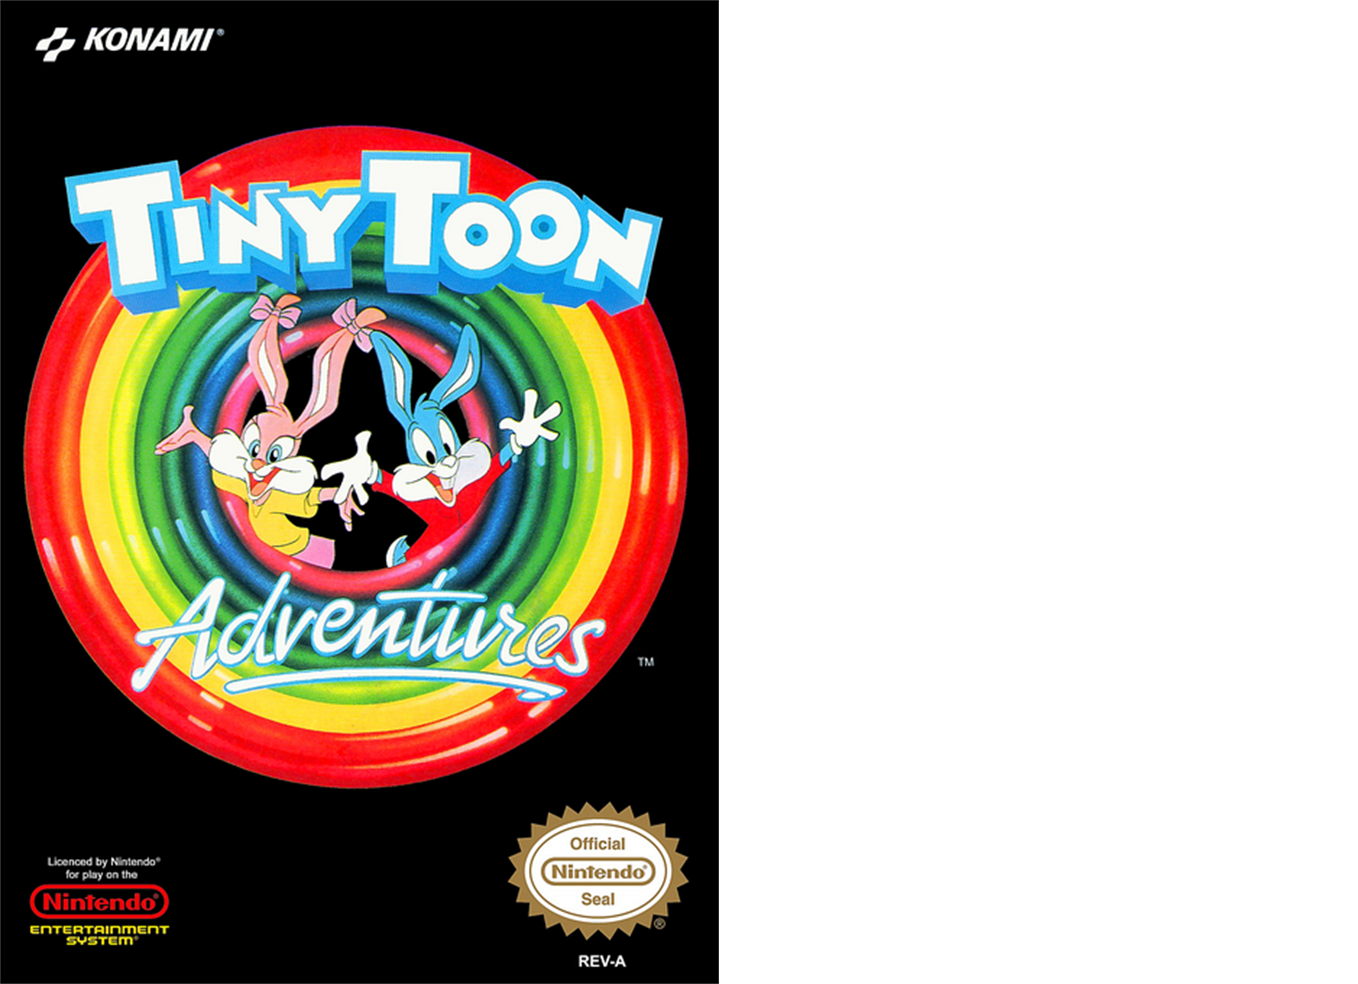 KONAMI®
TINY TOON
Adventures
TM
Licenced by Nintendo®
for play on the
Nintendo®
ENTERTAINMENT
SYSTEM®
Official
Nintendo®
Seal
®
REV-A